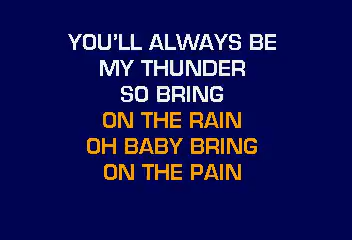 YOU'LL ALWAYS BE
MY THUNDER
SO BRING
ON THE RAIN
OH BABY BRING
ON THE PAIN